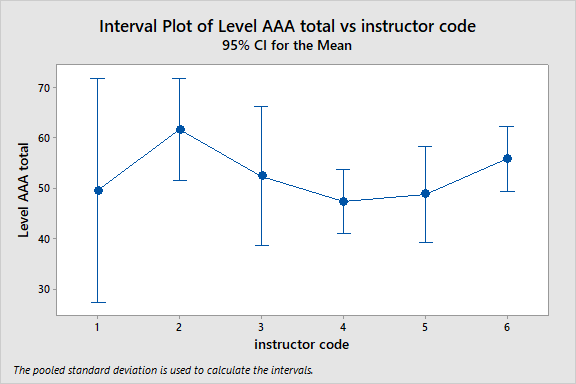 Interval Plot of Level AAA total vs instructor code
95% CI for the Mean
Level AAA total
70
60
50
40
30
1 2 3 4 5 6
instructor code
The pooled standard deviation is used to calculate the intervals.